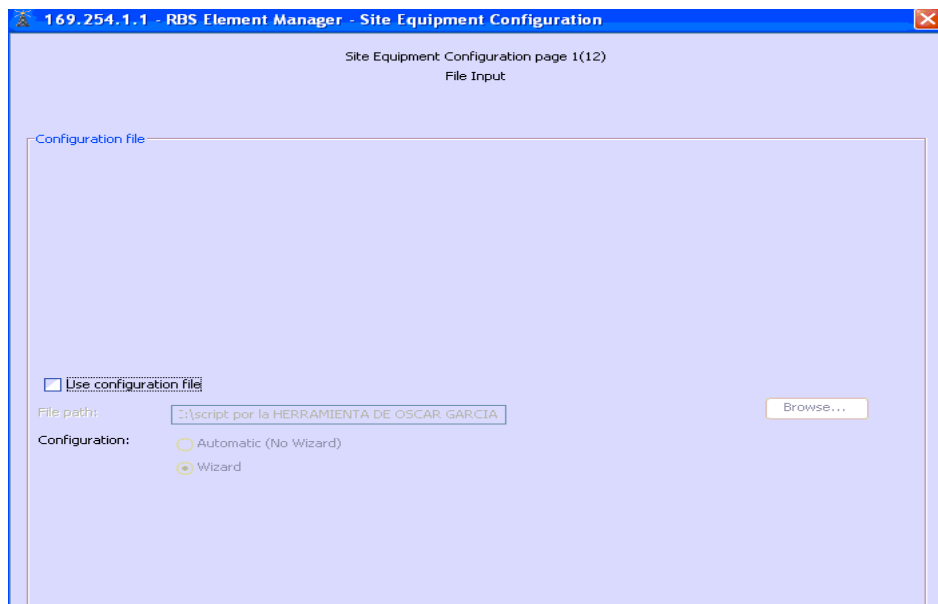 169.254.1.1 - RBS Element Manager - Site Equipment Configuration
Site Equipment Configuration page 1(12)
File Input
Configuration file
Use configuration file
File path: :\script por la HERRAMIENTA DE OSCAR GARCIA Browse...
Configuration: Automatic (No Wizard)
Wizard